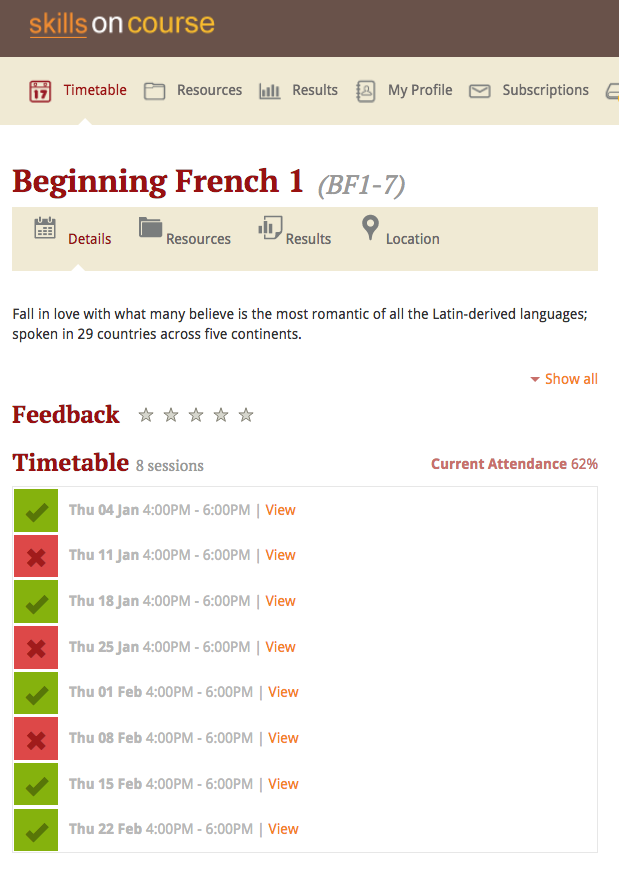 skills on course
17 Timetable Resources Results My Profile Subscriptions
Beginning French 1 (BF1-7)
Details Resources Results Location
Fall in love with what many believe is the most romantic of all the Latin-derived languages;
spoken in 29 countries across five continents.
Show all
Feedback
Timetable 8 sessions Current Attendance 62%
Thu 04 Jan 4:00PM - 6:00PM | View
Thu 11 Jan 4:00PM - 6:00PM | View
Thu 18 Jan 4:00PM - 6:00PM | View
Thu 25 Jan 4:00PM - 6:00PM | View
Thu 01 Feb 4:00PM - 6:00PM | View
Thu 08 Feb 4:00PM - 6:00PM | View
Thu 15 Feb 4:00PM - 6:00PM | View
Thu 22 Feb 4:00PM - 6:00PM | View